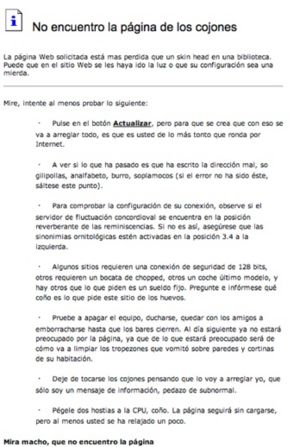 No encuentro la página de los cojones
La página Web solicitada está mas perdida que un skin head en una biblioteca.
Puede que en el sitio Web se les haya ido la luz o que su configuración sea una
mierda.
Mire, intente al menos probar lo siguiente:
· Pulse en el botón Actualizar, pero para que se crea que con eso se
va a arreglar todo, es que es usted de lo más tonto que ronda por
Internet.
· A ver si lo que ha pasado es que ha escrito la dirección mal, so
gilipollas, analfabeto, burro, soplamocos (si el error no ha sido éste,
sáltese este punto).
· Para comprobar la configuración de su conexión, observe si el
servidor de fluctuación concordioval se encuentra en la posición
reverberante de las reminiscencias. Si no es así, asegúrese que las
sinonimias ornitológicas estén activadas en la posición 3.4 a la
izquierda.
· Algunos sitios requieren una conexión de seguridad de 128 bits,
otros requieren un bocata de chopped, otros un coche último modelo, y
hay otros que lo que piden es un sueldo fijo. Pregunte e infórmese qué
coño es lo que pide este sitio de huevos.
· Pruebe a apagar el equipo, ducharse, quedar con los amigos a
emborracharse hasta que los bares cierren. Al día siguiente ya no estará
preocupado por la página, ya que de lo que estará preocupado será de
cómo va a limpiar los tropezones que vomitó sobre paredes y cortinas
de su habitación.
· Deje de tocarse los cojones pensando que lo voy a arreglar yo, que
sólo soy un mensaje de información, pedazo de subnormal.
· Pégele dos hostias a la CPU, coño. La página seguirá sin cargarse,
pero al menos usted se ha relajado un poco.
Mira macho, que no encuentro la página